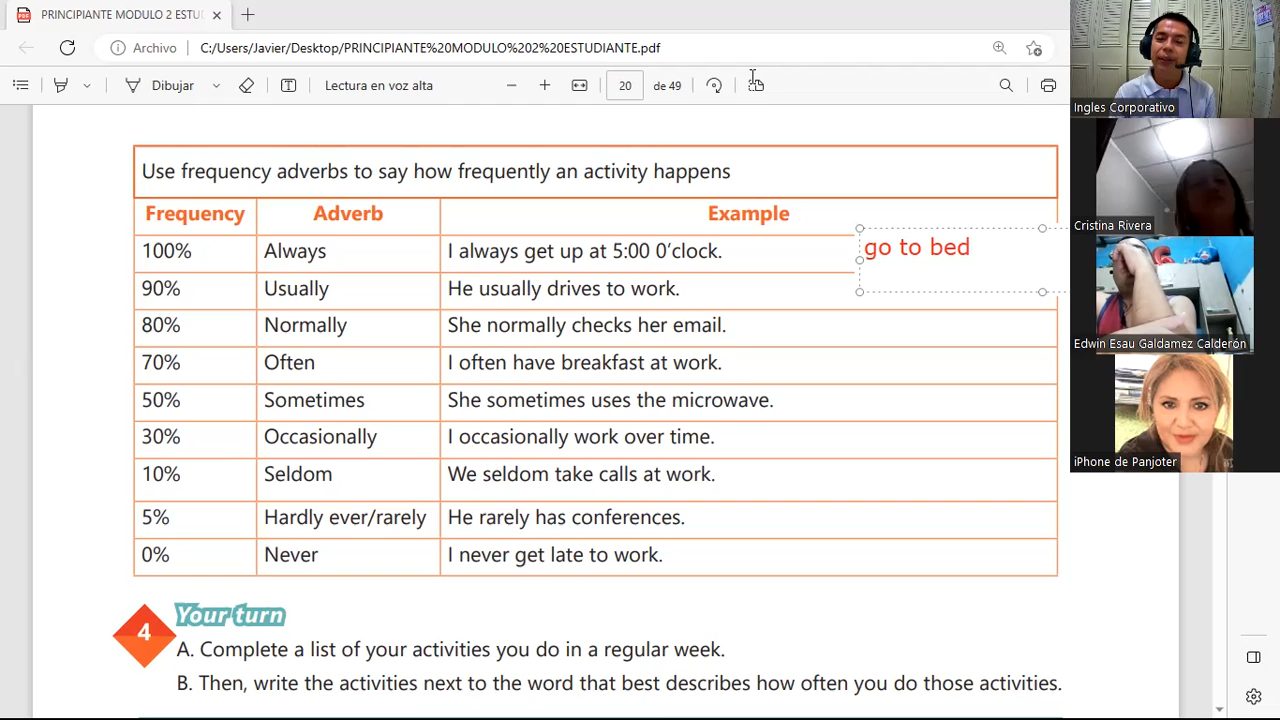 PRINCIPIANTE MODULO 2 ESTU
Archivo C:/Users/Javier/Desktop/PRINCIPIANTE%20MODULO%202%20ESTUDIANTE.pdf
Dibujar Lectura en voz alta 20 de 49
Ingles Corporativo
Cristina Rivera
Edwin Esau Galdamez Calderón
iPhone de Panjoter
Use frequency adverbs to say how frequently an activity happens
Frequency Adverb Example
100% Always I always get up at 5:00 0'clock.
go to bed
90% Usually He usually drives to work.
80% Normally She normally checks her email.
70% Often I often have breakfast at work.
50% Sometimes She sometimes uses the microwave.
30% Occasionally I occasionally work over time.
10% Seldom We seldom take calls at work.
5% Hardly ever/rarely He rarely has conferences.
0% Never I never get late to work.
4 Your turn
A. Complete a list of your activities you do in a regular week.
B. Then, write the activities next to the word that best describes how often you do those activities.